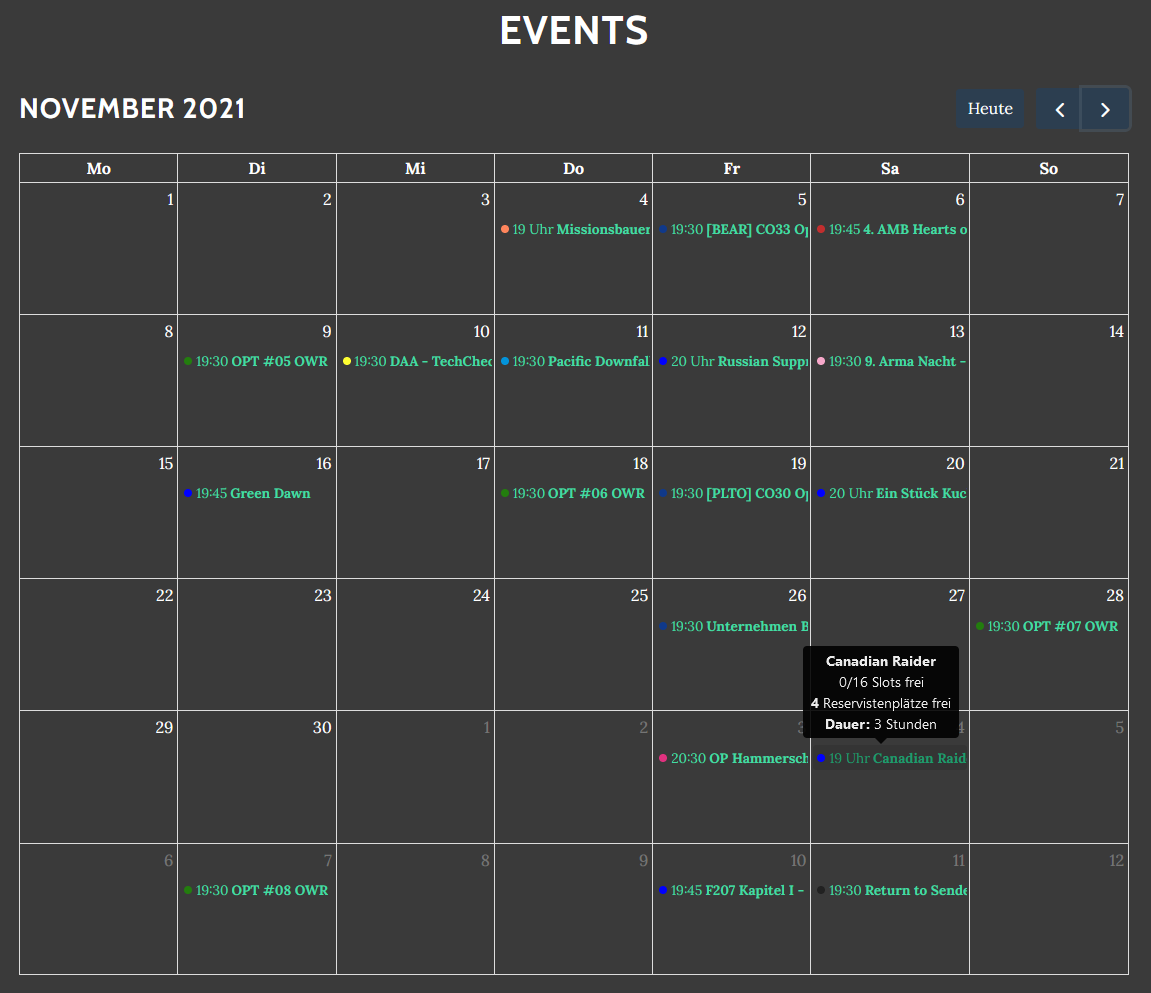 EVENTS
NOVEMBER 2021
Heute
Mo Di Mi Do Fr Sa So
1 2 3 4 5 6 7
19 Uhr Missionsbauer 19:30 [BEAR] CO33 19:45 4. AMB Hearts
8 9 10 11 12 13 14
19:30 OPT #05 OWR 19:30 DAA - 19:30 Pacific 20 Uhr Russian 19:30 9. Arma Nacht -
15 16 17 18 19 20 21
19:45 Green Dawn 19:30 OPT #06 OWR 19:30 [PLTO] CO30 20 Uhr Ein Stück
22 23 24 25 26 27 28
19:30 Unternehmen 19:30 OPT #07 OWR
Canadian Raider
0/16 Slots frei
4 Reservistenplätze frei
Dauer: 3 Stunden
29 30 1 2 3 4 5
20:30 OP 19 Uhr Canadian Raid
6 7 8 9 10 11 12
19:30 OPT #08 OWR 19:45 F207 Kapitel I - 19:30 Return to